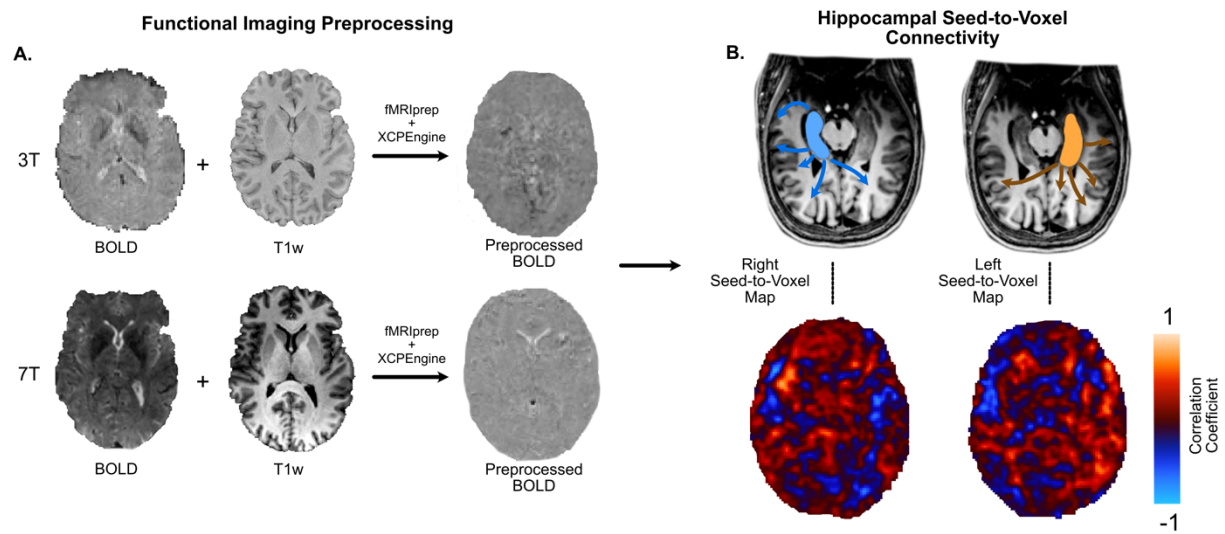 Functional Imaging Preprocessing
A.
3T
BOLD
+
T1w
fMRIprep
+
XCPEngine
Preprocessed
BOLD
7T
BOLD
+
T1w
fMRIprep
+
XCPEngine
Preprocessed
BOLD
Hippocampal Seed-to-Voxel
Connectivity
B.
Right
Seed-to-Voxel
Map
Left
Seed-to-Voxel
Map
1
Correlation
Coefficient
-1